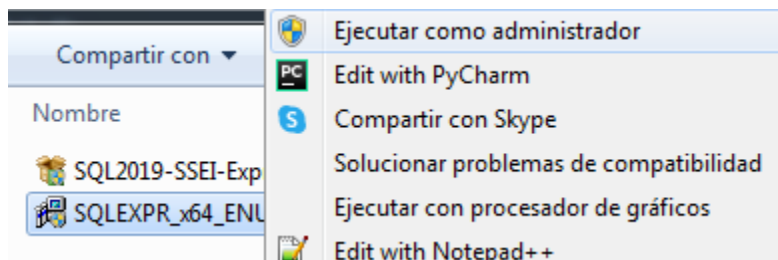 Compartir con
Nombre
SQL2019-SSEI-Exp
SQLEXPR_x64_ENU
Ejecutar como administrador
PC
Edit with PyCharm
S
Compartir con Skype
Solucionar problemas de compatibilidad
Ejecutar con procesador de gráficos
Edit with Notepad++